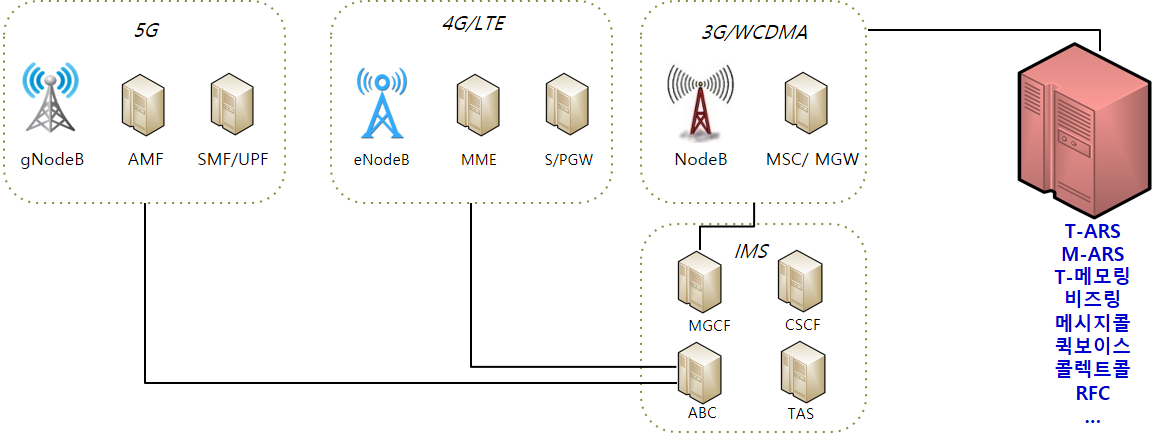 5G
gNodeB
AMF
SMF/UPF
4G/LTE
eNodeB
MME
S/PGW
3G/WCDMA
NodeB
MSC/ MGW
IMS
MGCF
CSCF
ABC
TAS
T-ARS
M-ARS
T-메모링
비즈링
메시지콜
퀵보이스
콜렉트콜
RFC
...